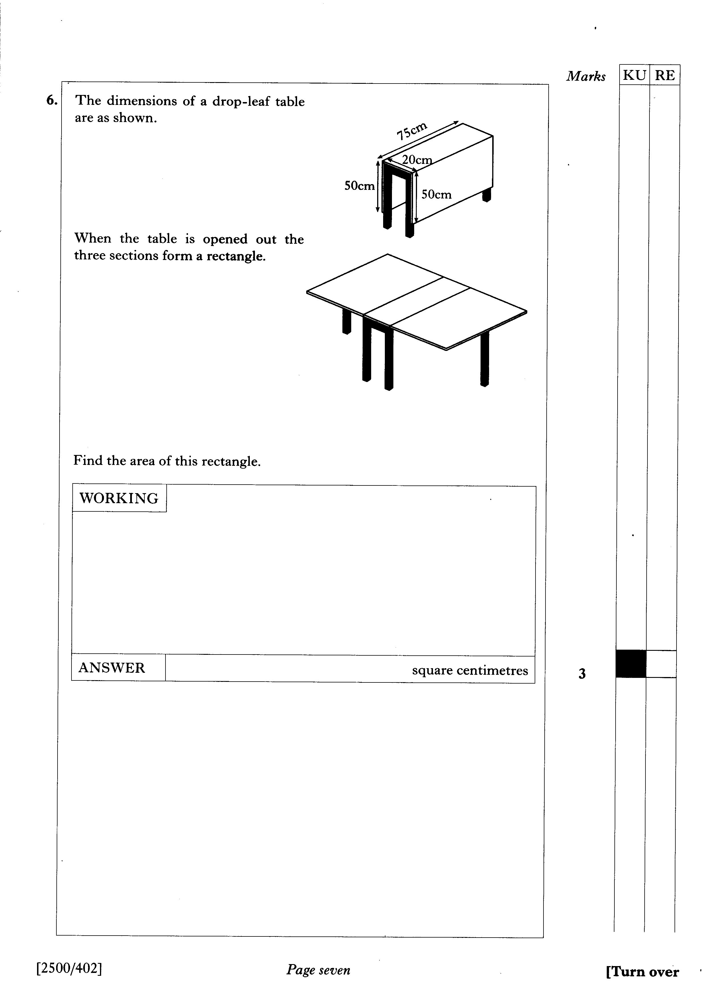 Marks KU RE
6. The dimensions of a drop-leaf table
are as shown.
75cm
20cm
50cm
50cm
When the table is opened out the
three sections form a rectangle.
Find the area of this rectangle.
WORKING
ANSWER square centimetres
3
[2500/402] Page seven [Turn over